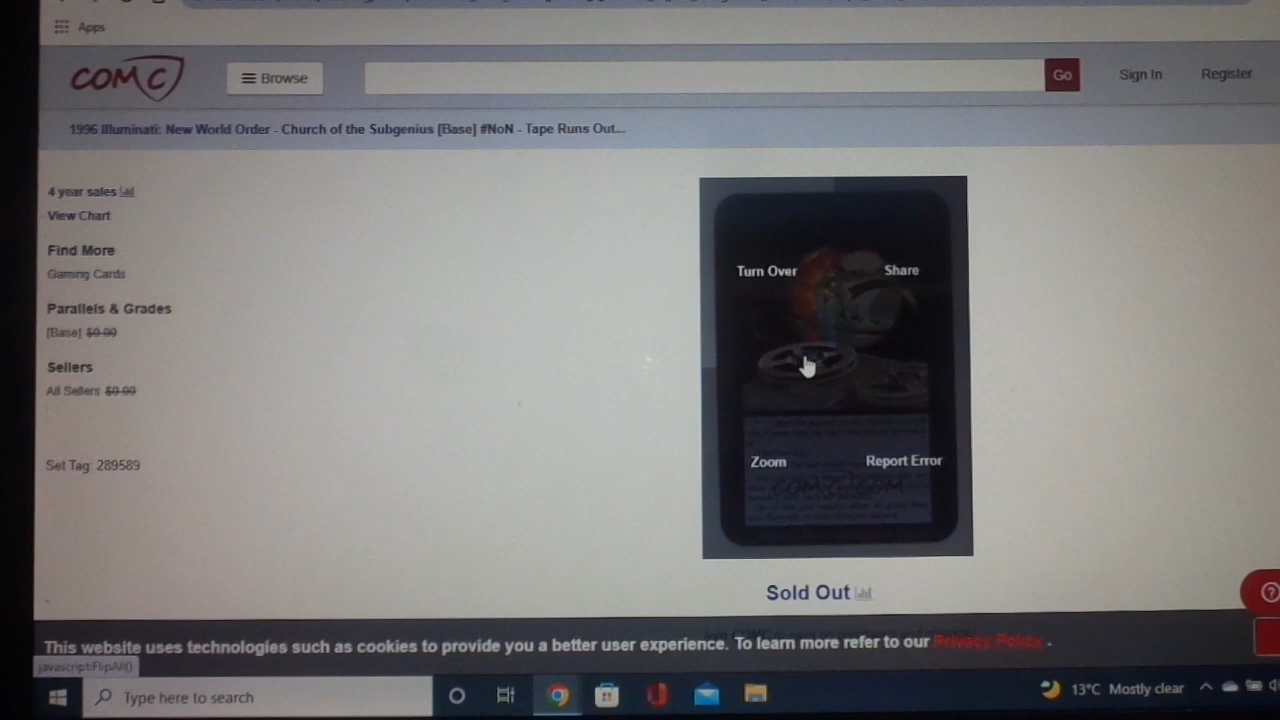 Apps
COMC
Browse
Go
Sign In
Register
1996 Illuminati: New World Order - Church of the Subgenius [Base] #NoN - Tape Runs Out...
4 year sales
View Chart
Find More
Gaming Cards
Parallels & Grades
[Base] $0.00
Sellers
All Sellers $0.00
Set Tag: 289589
Turn Over
Share
Zoom
Report Error
COMC.COM
Sold Out
This website uses technologies such as cookies to provide you a better user experience. To learn more refer to our Privacy Policy .
javascript:FlipAll()
Type here to search
13°C Mostly clear